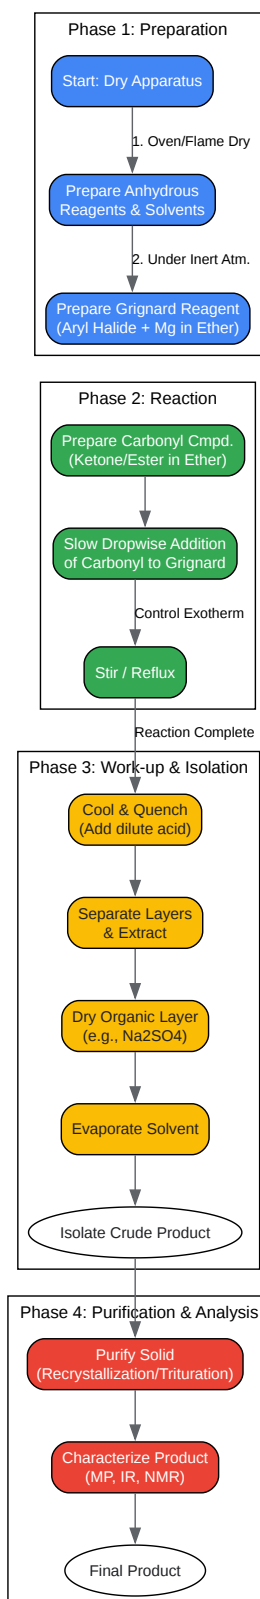 Phase 1: Preparation
Start: Dry Apparatus
1. Oven/Flame Dry
Prepare Anhydrous
Reagents & Solvents
2. Under Inert Atm.
Prepare Grignard Reagent
(Aryl Halide + Mg in Ether)
Phase 2: Reaction
Prepare Carbonyl Cmpd.
(Ketone/Ester in Ether)
Slow Dropwise Addition
of Carbonyl to Grignard
Control Exotherm
Stir / Reflux
Reaction Complete
Phase 3: Work-up & Isolation
Cool & Quench
(Add dilute acid)
Separate Layers
& Extract
Dry Organic Layer
(e.g., Na2SO4)
Evaporate Solvent
Isolate Crude Product
Phase 4: Purification & Analysis
Purify Solid
(Recrystallization/Trituration)
Characterize Product
(MP, IR, NMR)
Final Product